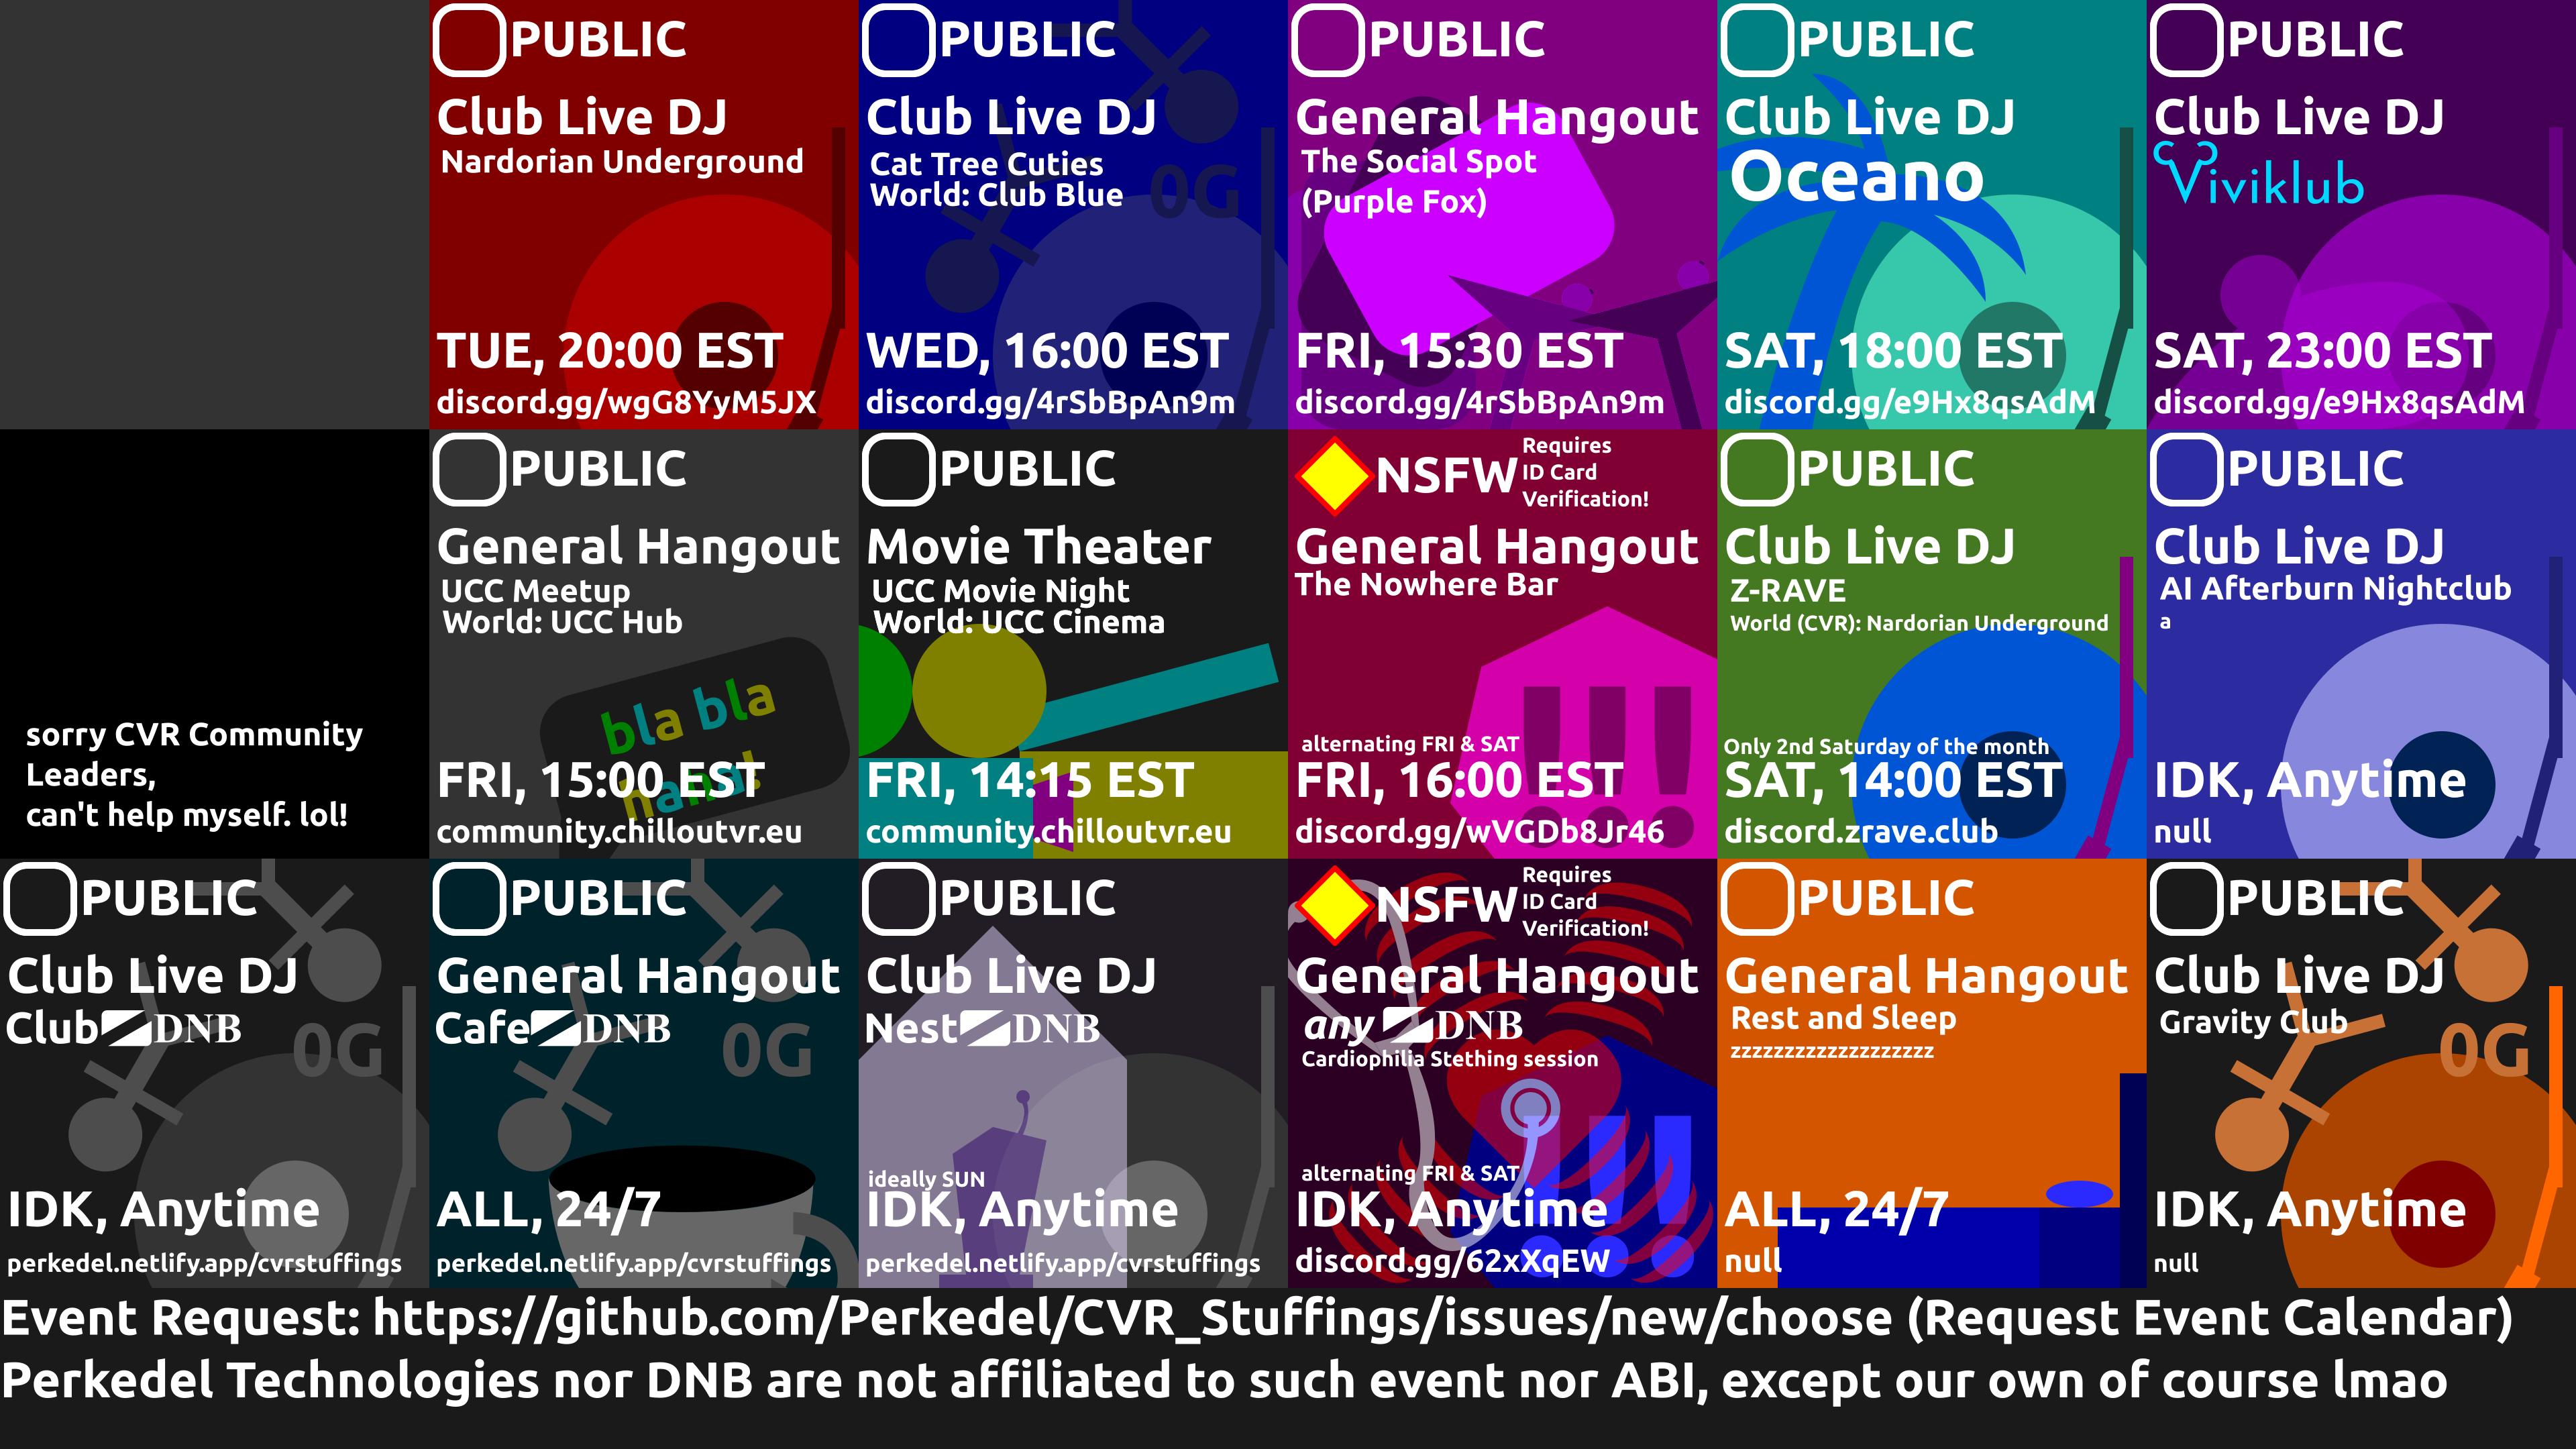 PUBLIC
Club Live DJ
Nardorian Underground
TUE, 20:00 EST
discord.gg/wgG8YyM5JX
PUBLIC
Club Live DJ
Cat Tree Cuties
World: Club Blue
0G
WED, 16:00 EST
discord.gg/4rSbBpAn9m
PUBLIC
General Hangout
The Social Spot
(Purple Fox)
FRI, 15:30 EST
discord.gg/4rSbBpAn9m
PUBLIC
Club Live DJ
Oceano
SAT, 18:00 EST
discord.gg/e9Hx8qsAdM
PUBLIC
Club Live DJ
Viviklub
SAT, 23:00 EST
discord.gg/e9Hx8qsAdM
sorry CVR Community
Leaders,
can't help myself. lol!
PUBLIC
General Hangout
UCC Meetup
World: UCC Hub
bla bla
nana!
FRI, 15:00 EST
community.chilloutvr.eu
PUBLIC
Movie Theater
UCC Movie Night
World: UCC Cinema
FRI, 14:15 EST
community.chilloutvr.eu
NSFW
Requires
ID Card
Verification!
General Hangout
The Nowhere Bar
!!!
alternating FRI & SAT
FRI, 16:00 EST
discord.gg/wVGDb8Jr46
PUBLIC
Club Live DJ
Z-RAVE
World (CVR): Nardorian Underground
Only 2nd Saturday of the month
SAT, 14:00 EST
discord.zrave.club
PUBLIC
Club Live DJ
AI Afterburn Nightclub
a
IDK, Anytime
null
PUBLIC
Club Live DJ
Club DNB
0G
IDK, Anytime
perkedel.netlify.app/cvrstuffings
PUBLIC
General Hangout
Cafe DNB
0G
ALL, 24/7
perkedel.netlify.app/cvrstuffings
PUBLIC
Club Live DJ
Nest DNB
ideally SUN
IDK, Anytime
perkedel.netlify.app/cvrstuffings
NSFW
Requires
ID Card
Verification!
General Hangout
any DNB
Cardiophilia Stething session
!!!
alternating FRI & SAT
IDK, Anytime
discord.gg/62xXqEW
PUBLIC
General Hangout
Rest and Sleep
zzzzzzzzzzzzzzzzzzz
ALL, 24/7
null
PUBLIC
Club Live DJ
Gravity Club
0G
IDK, Anytime
null
Event Request: https://github.com/Perkedel/CVR_Stuffings/issues/new/choose (Request Event Calendar)
Perkedel Technologies nor DNB are not affiliated to such event nor ABI, except our own of course lmao